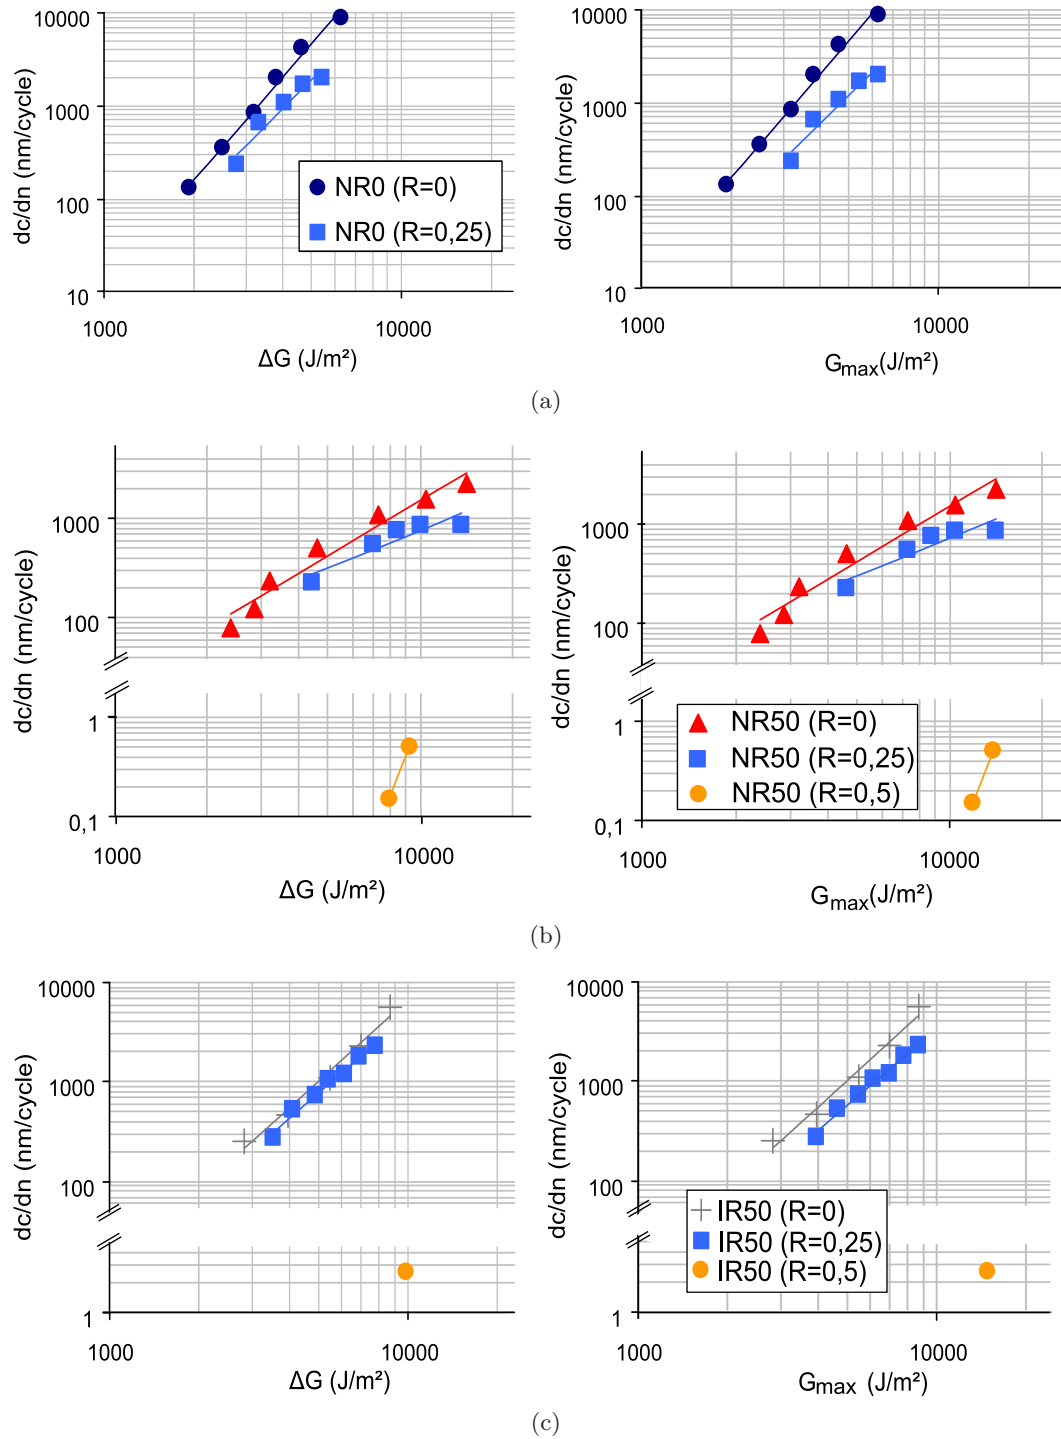 10000
1000
100
10
dc/dn (nm/cycle)
NR0 (R=0)
NR0 (R=0,25)
1000
10000
ΔG (J/m²)
10000
1000
100
10
dc/dn (nm/cycle)
1000
10000
Gmax(J/m²)
(a)
1000
100
1
0,1
dc/dn (nm/cycle)
1000
10000
ΔG (J/m²)
1000
100
1
0,1
dc/dn (nm/cycle)
NR50 (R=0)
NR50 (R=0,25)
NR50 (R=0,5)
1000
10000
Gmax(J/m²)
(b)
10000
1000
100
1
dc/dn (nm/cycle)
1000
10000
ΔG (J/m²)
10000
1000
100
1
dc/dn (nm/cycle)
IR50 (R=0)
IR50 (R=0,25)
IR50 (R=0,5)
1000
10000
Gmax (J/m²)
(c)